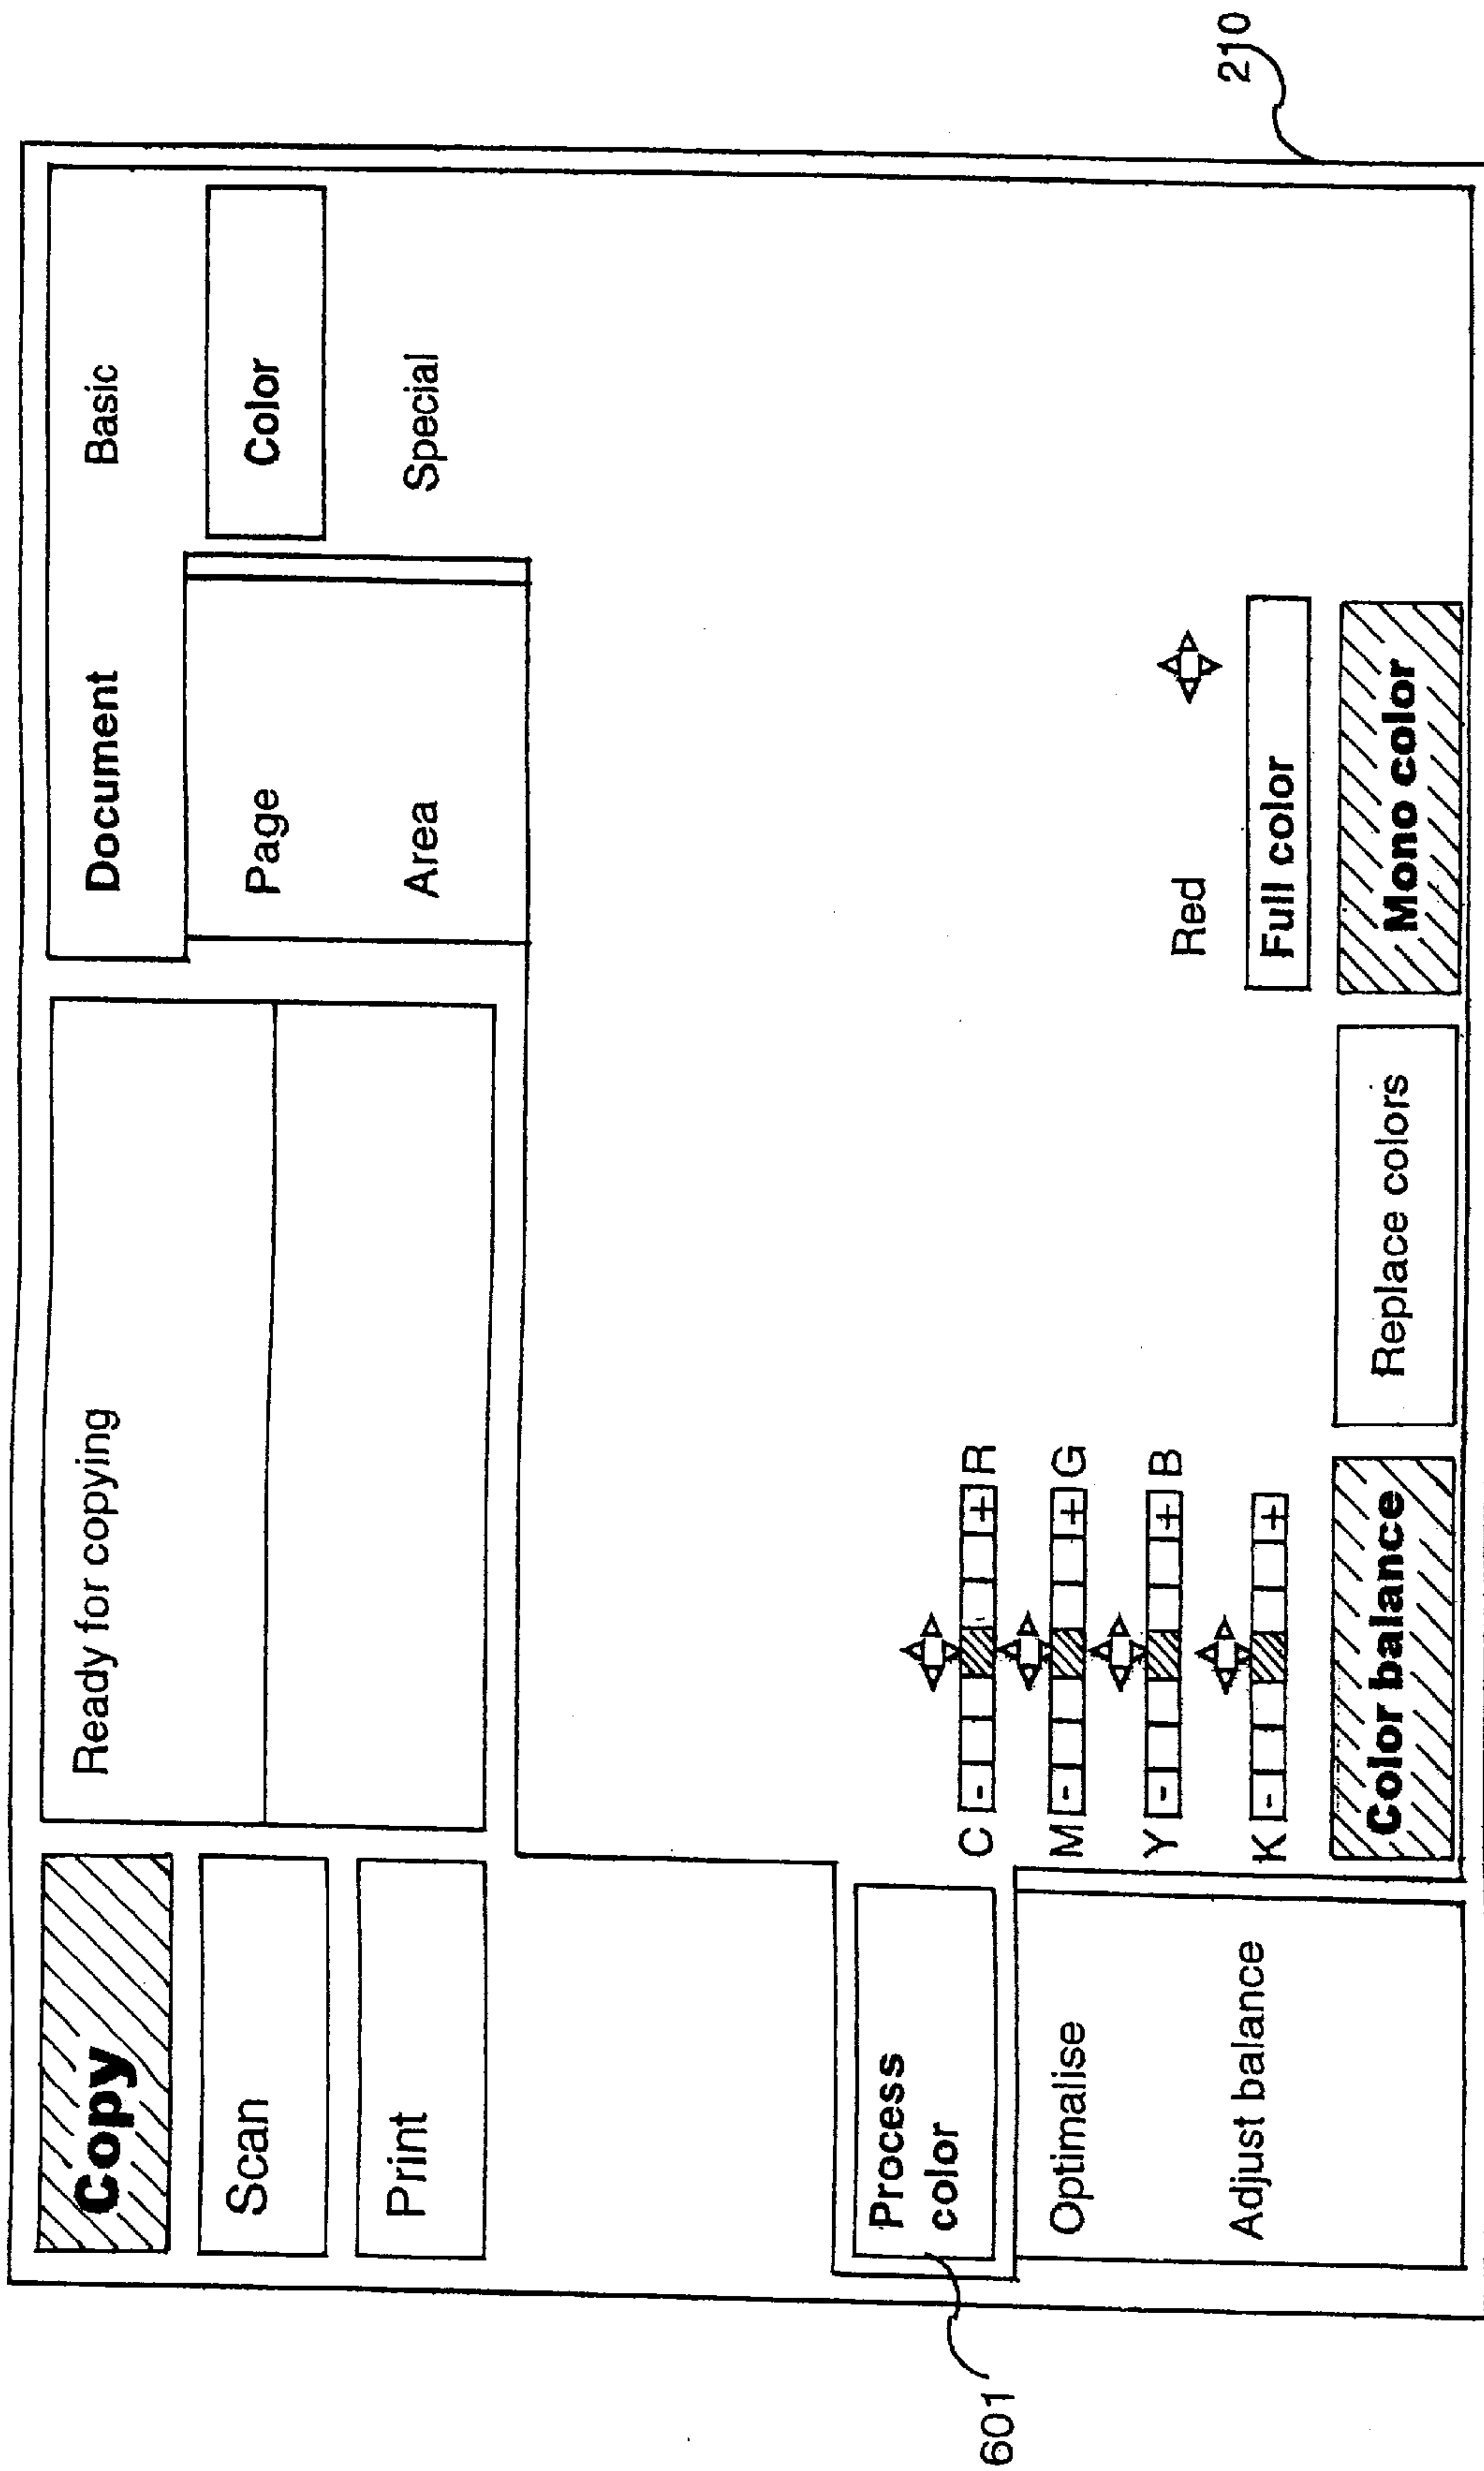 Copy
Ready for copying
Document
Basic
Scan
Page
Color
Print
Area
Special
Process
color
C - + R
Optimalise
M - + G
Y - + B
Red
Adjust balance
K - +
Full color
Color balance
Replace colors
Mono color
601
210